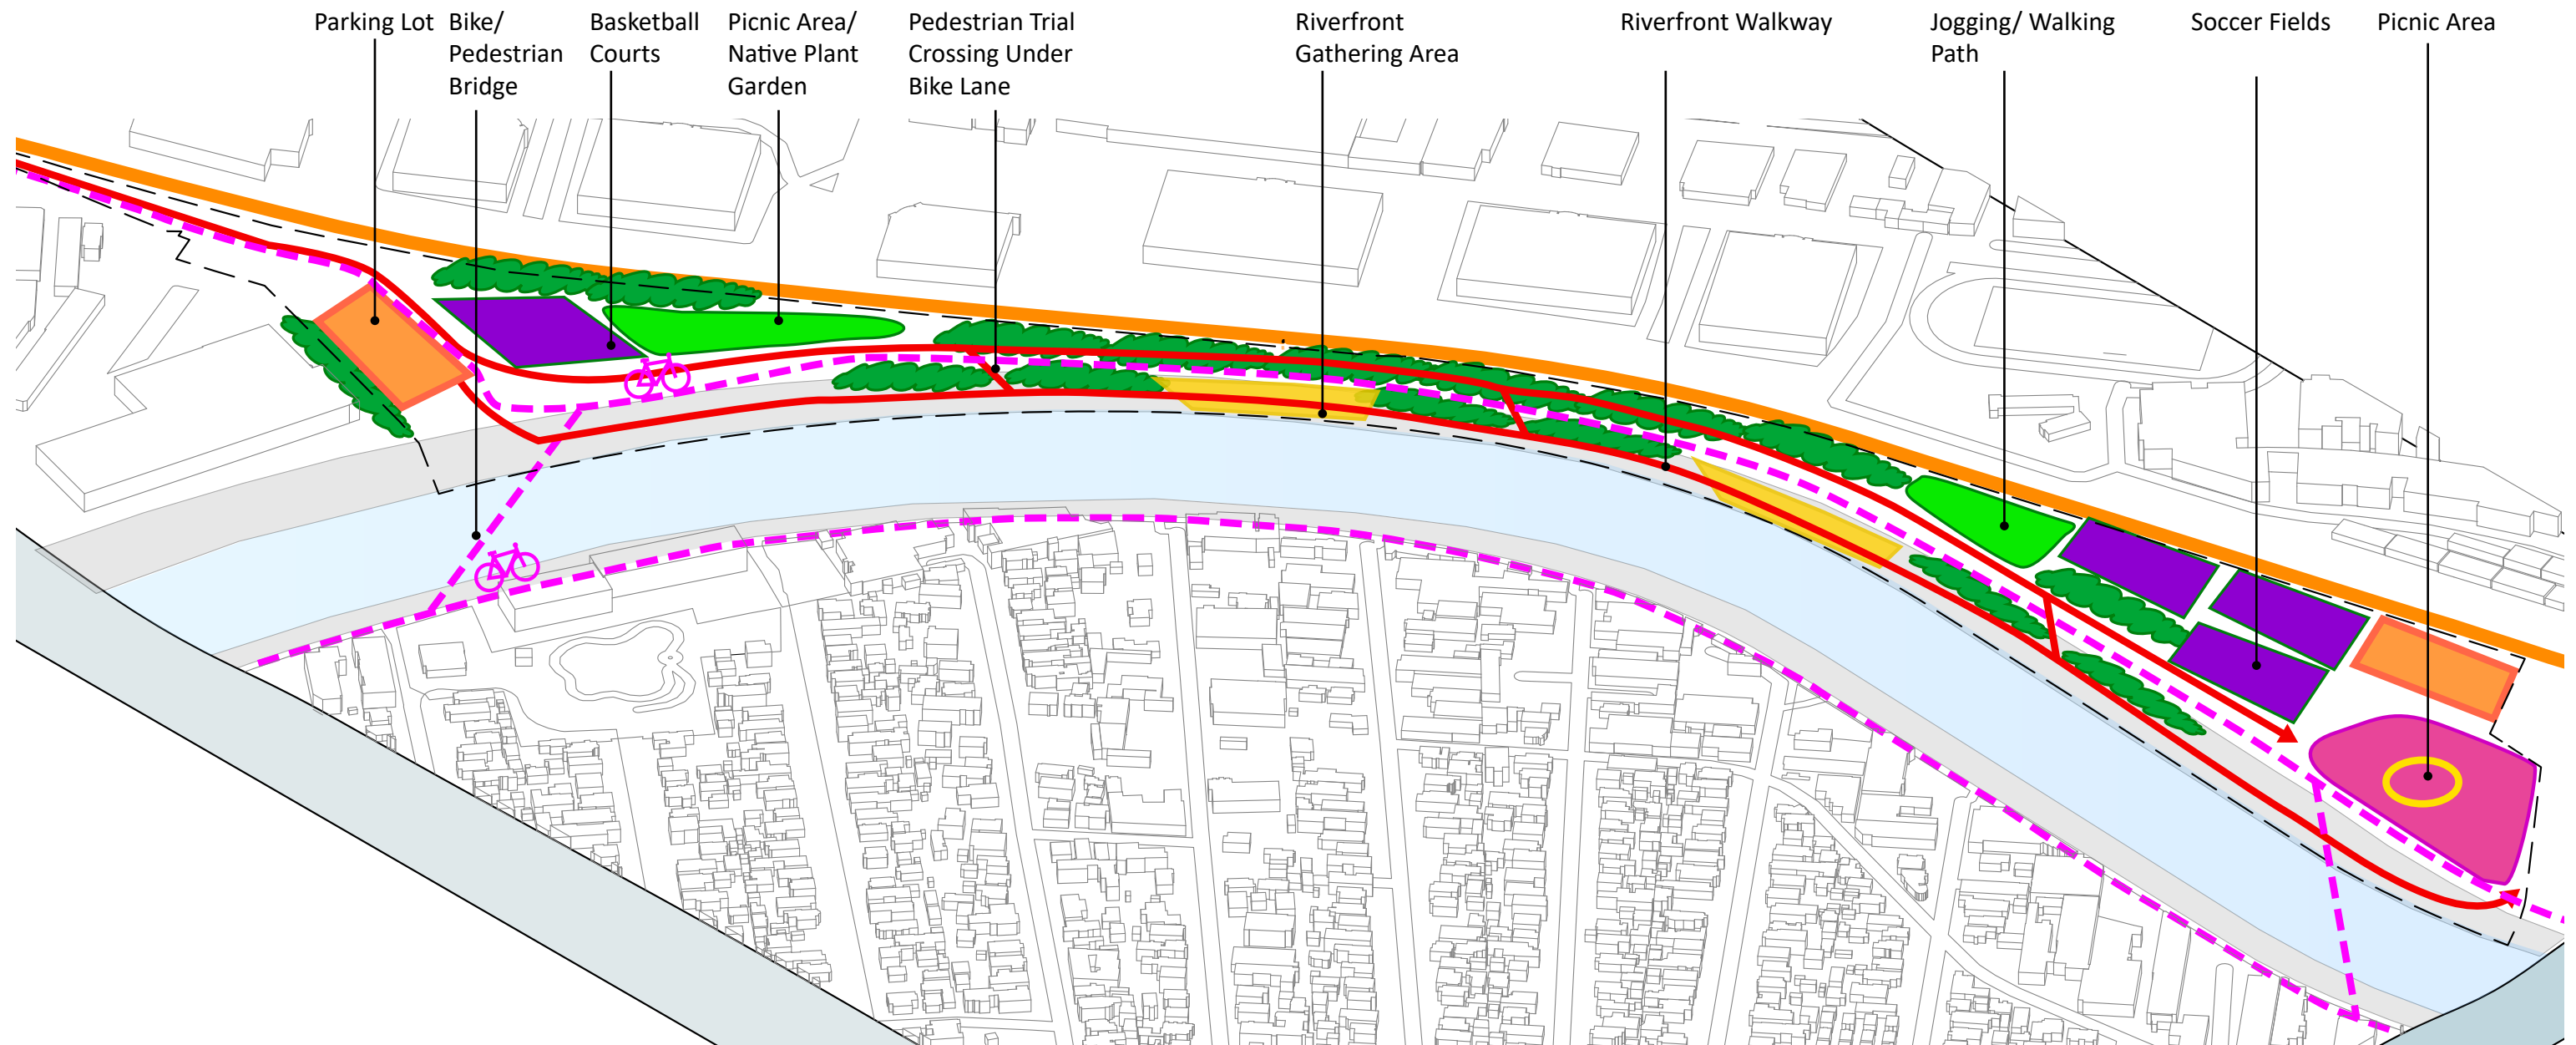 Parking Lot
Bike/
Pedestrian
Bridge
Basketball
Courts
Picnic Area/
Native Plant
Garden
Pedestrian Trial
Crossing Under
Bike Lane
Riverfront
Gathering Area
Riverfront Walkway
Jogging/ Walking
Path
Soccer Fields
Picnic Area